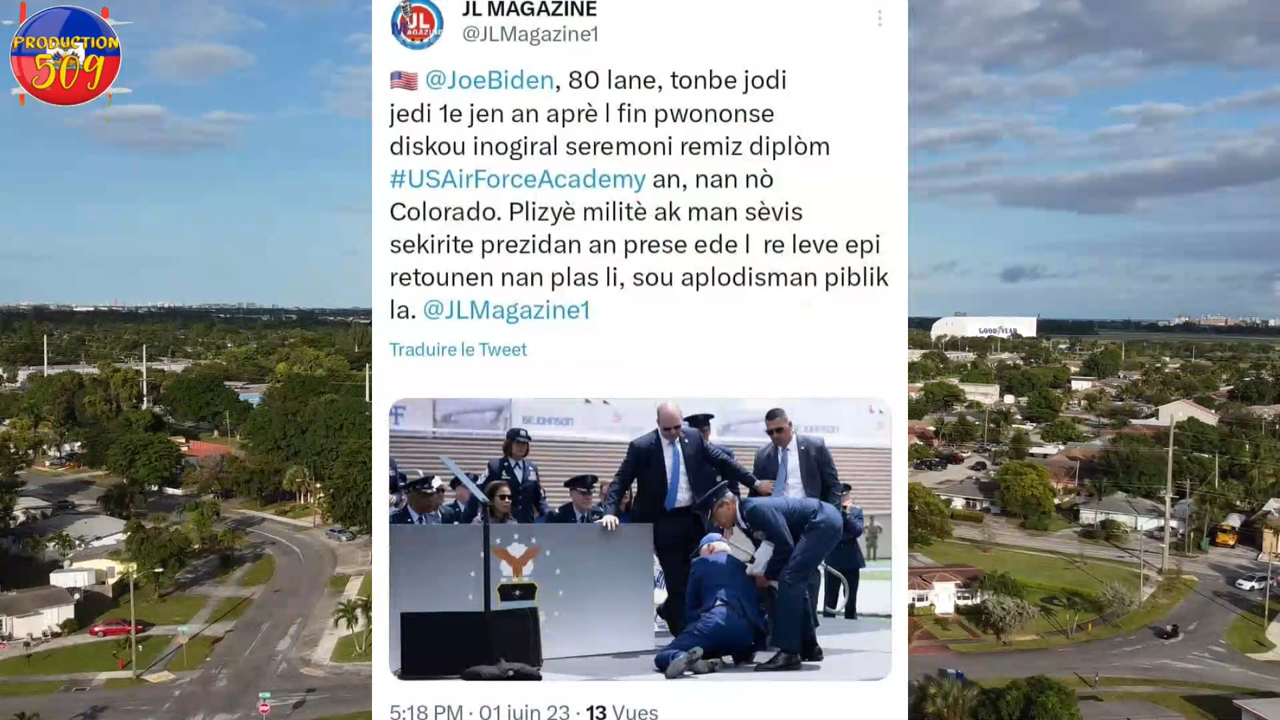 PRODUCTION
509
JL
MAGAZINE
JL MAGAZINE
@JLMagazine1
@JoeBiden, 80 lane, tonbe jodi
jedi 1e jen an aprè l fin pwononse
diskou inogiral seremoni remiz diplòm
#USAirForceAcademy an, nan nò
Colorado. Plizyè militè ak man sèvis
sekirite prezidan an prese ede l re leve epi
retounen nan plas li, sou aplodisman piblik
la. @JLMagazine1
Traduire le Tweet
GOODYEAR
5:18 PM · 01 juin 23 · 13 Vues